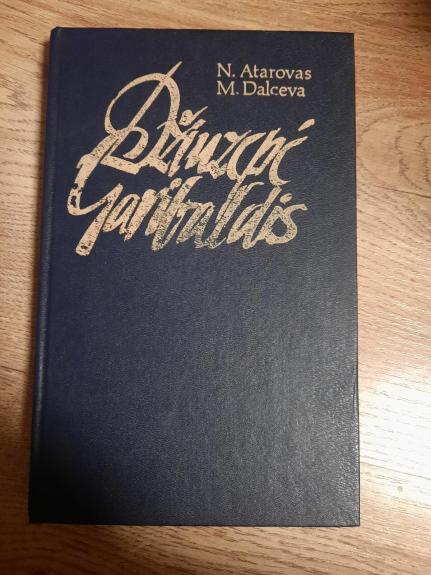 N. Atarovas
M. Dalceva
Džuzepė
Garibaldis